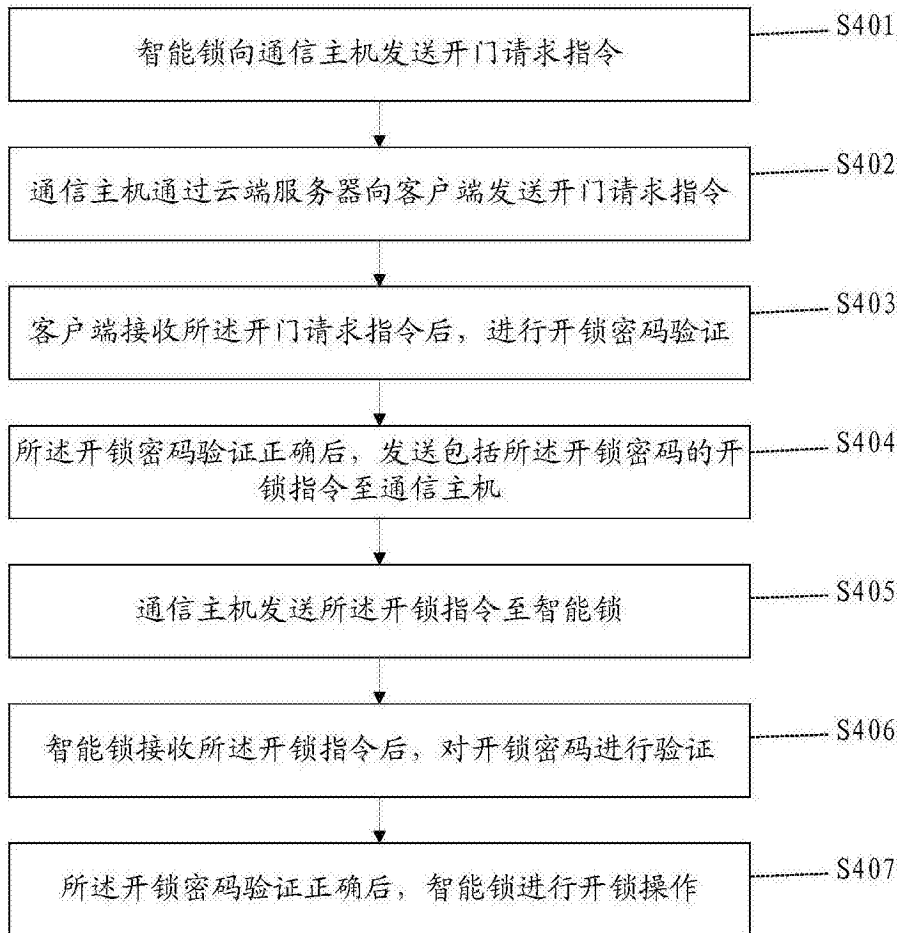 智能锁向通信主机发送开门请求指令
S401
通信主机通过云端服务器向客户端发送开门请求指令
S402
客户端接收所述开门请求指令后，进行开锁密码验证
S403
所述开锁密码验证正确后，发送包括所述开锁密码的开
锁指令至通信主机
S404
通信主机发送所述开锁指令至智能锁
S405
智能锁接收所述开锁指令后，对开锁密码进行验证
S406
所述开锁密码验证正确后，智能锁进行开锁操作
S407